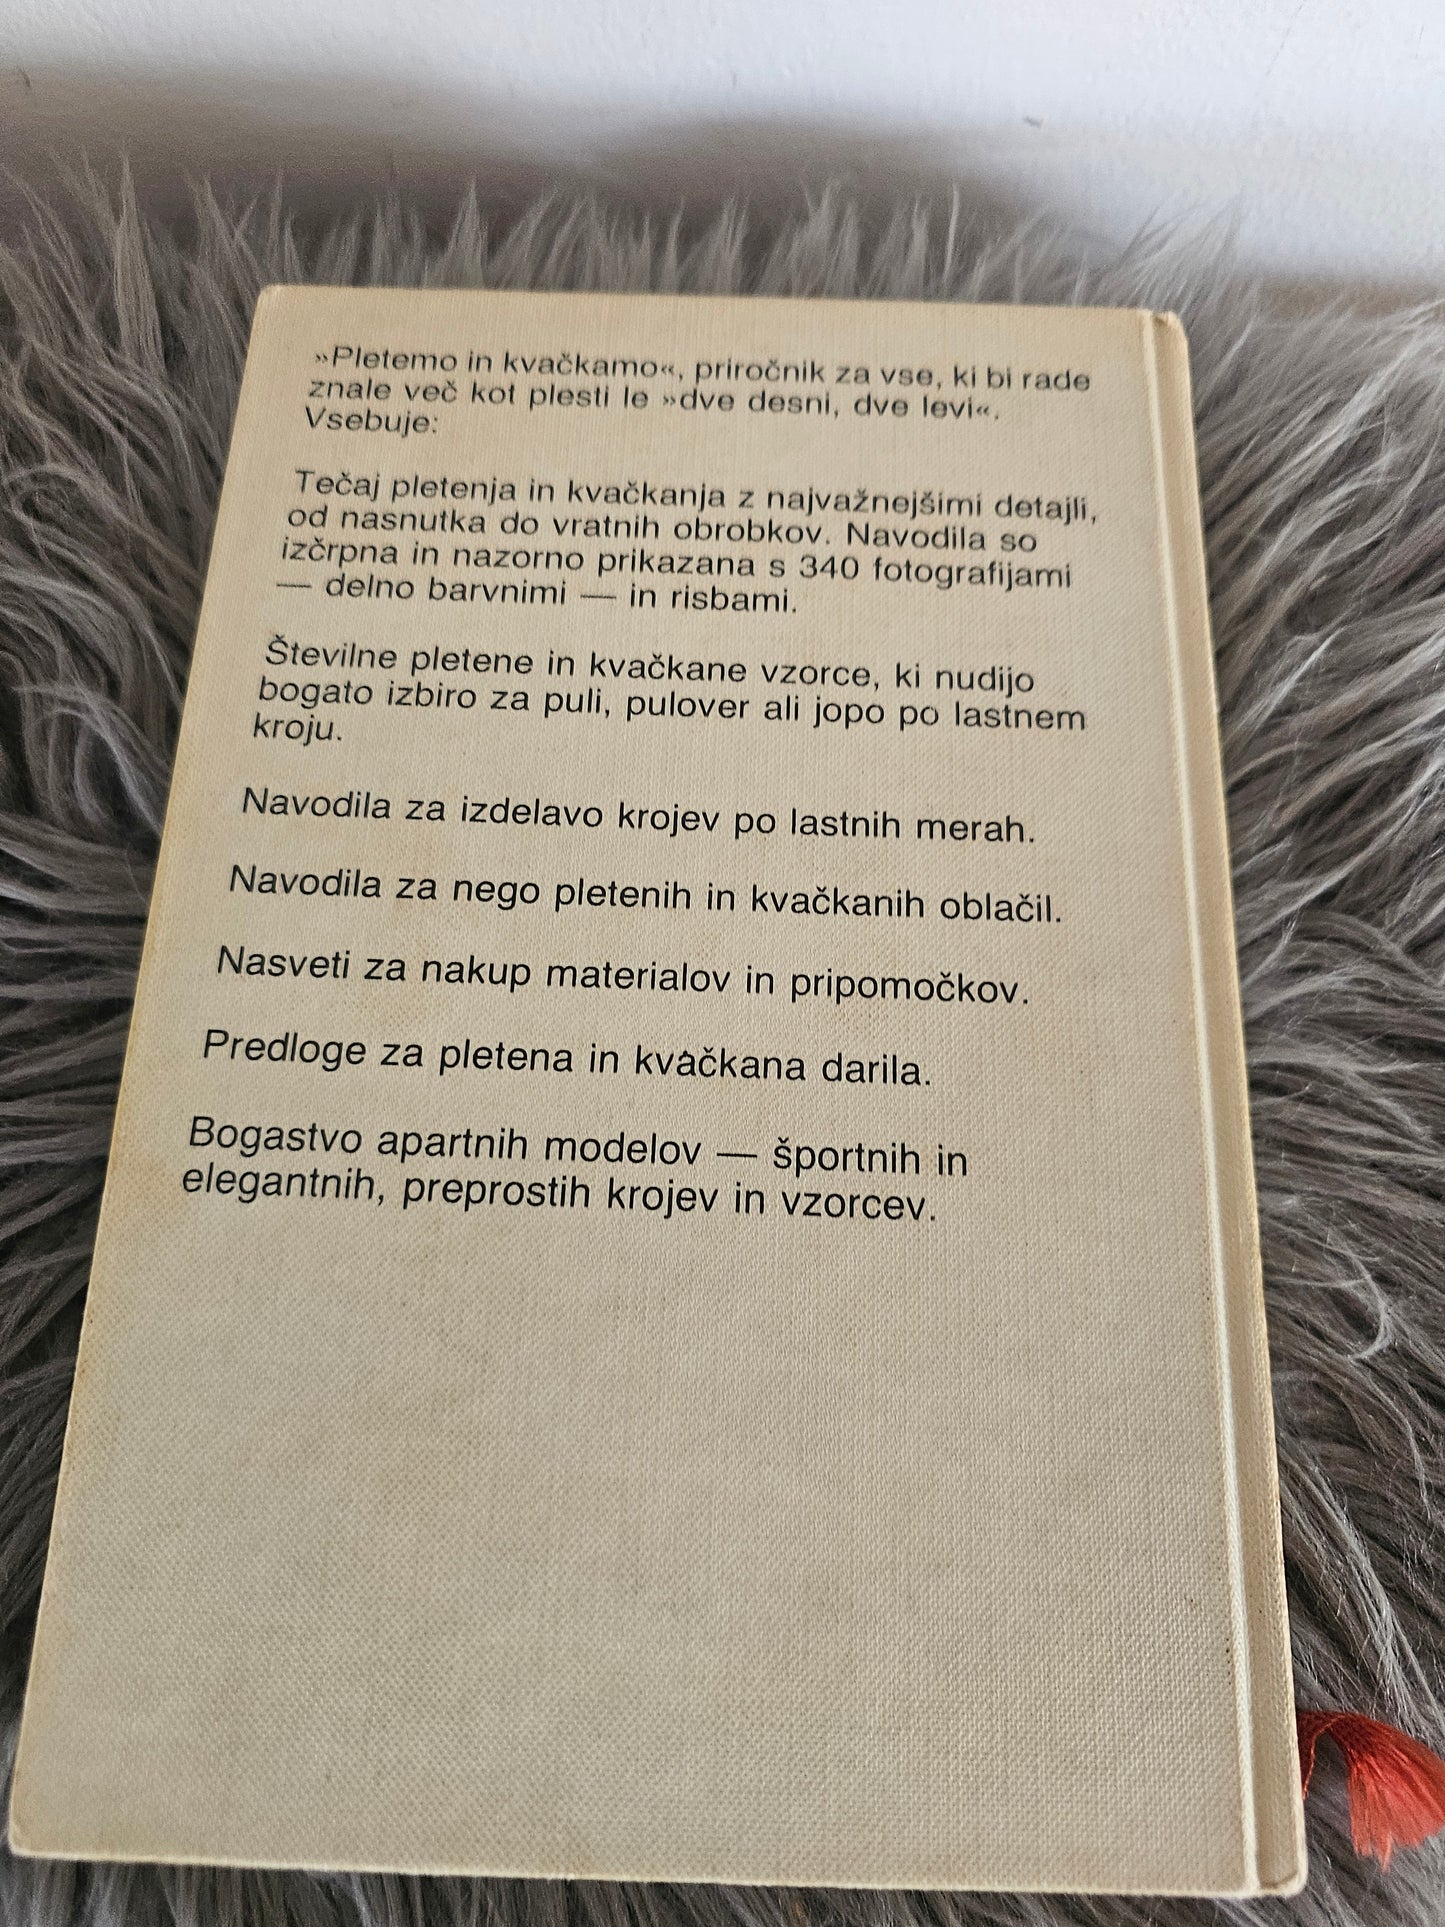 »Pletemo in kvačkamo«, priročnik za vse, ki bi rade
znale več kot plesti le »dve desni, dve levi«.
Vsebuje:
Tečaj pletenja in kvačkanja z najvažnejšimi detajli,
od nasnutka do vratnih obrobkov. Navodila so
izčrpna in nazorno prikazana s 340 fotografijami
— delno barvnimi — in risbami.
Številne pletene in kvačkane vzorce, ki nudijo
bogato izbiro za puli, pulover ali jopo po lastnem
kroju.
Navodila za izdelavo krojev po lastnih merah.
Navodila za nego pletenih in kvačkanih oblačil.
Nasveti za nakup materialov in pripomočkov.
Predloge za pletena in kvačkana darila.
Bogastvo apartnih modelov — športnih in
elegantnih, preprostih krojev in vzorcev.